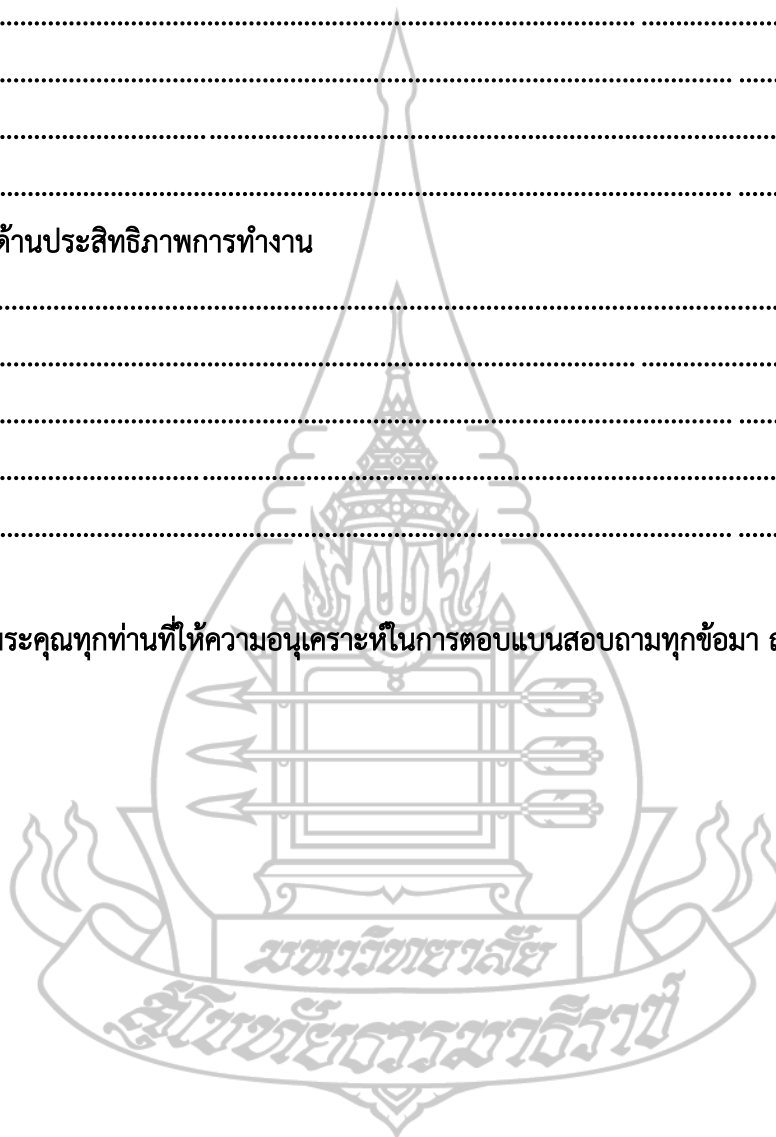 ด้านประสิทธิภาพการทำงาน
ระคุณทุกท่านที่ให้ความอนุเคราะห์ในการตอบแบบสอบถามทุกข้อมา ณ
มหาวิทยาลัย
สุโขทัยธรรมาธิราช